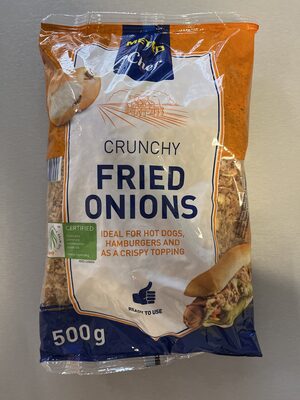 METRO
Chef
CRUNCHY
FRIED
ONIONS
IDEAL FOR HOT DOGS,
HAMBURGERS AND
AS A CRISPY TOPPING
CERTIFIED
READY TO USE
500g